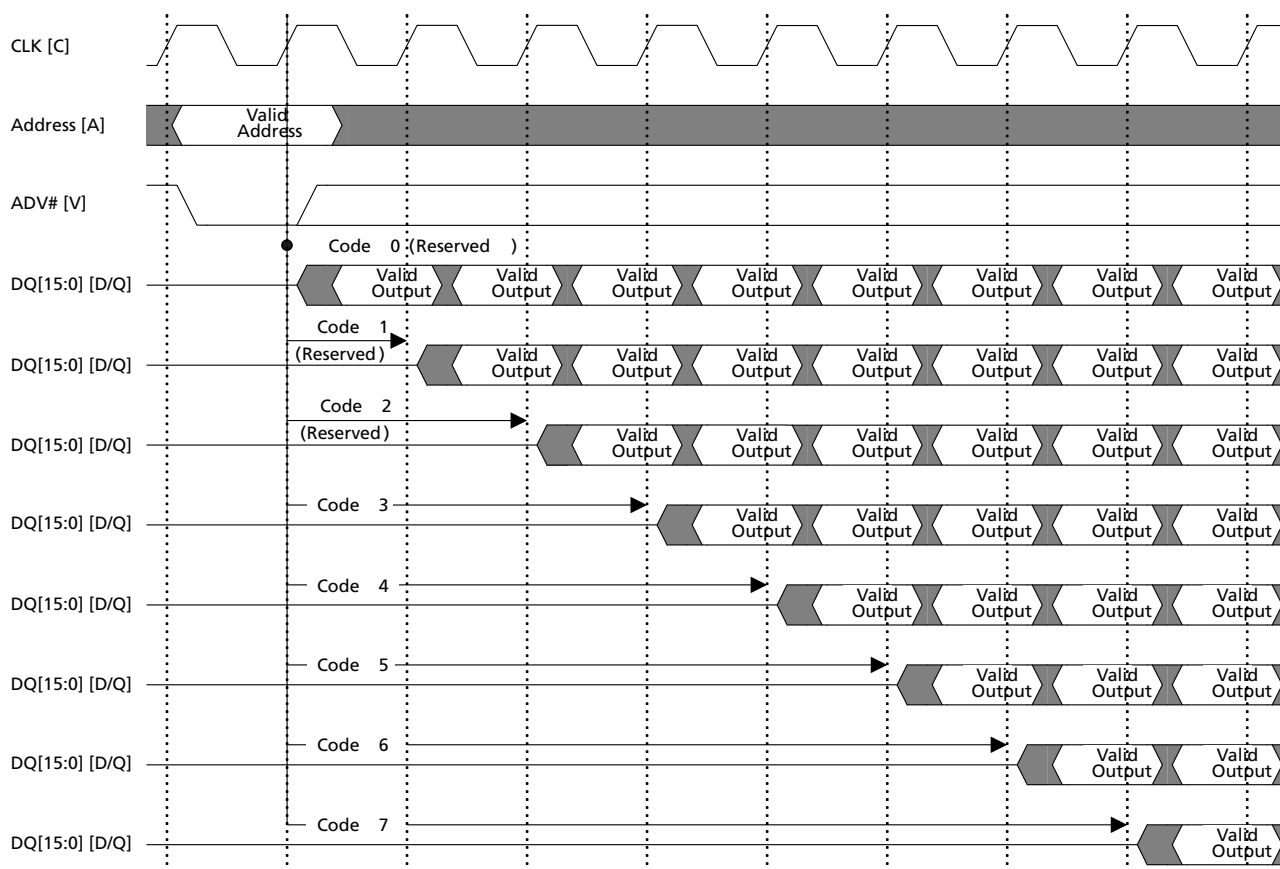 CLK [C]
Address [A]
Valid
Address
ADV# [V]
Code 0 (Reserved )
DQ[15:0] [D/Q]
Valid Output Valid Output Valid Output Valid Output Valid Output Valid Output Valid Output Valid Output
Code 1
(Reserved)
DQ[15:0] [D/Q]
Valid Output Valid Output Valid Output Valid Output Valid Output Valid Output Valid Output
Code 2
(Reserved)
DQ[15:0] [D/Q]
Valid Output Valid Output Valid Output Valid Output Valid Output Valid Output
Code 3
DQ[15:0] [D/Q]
Valid Output Valid Output Valid Output Valid Output Valid Output
Code 4
DQ[15:0] [D/Q]
Valid Output Valid Output Valid Output Valid Output
Code 5
DQ[15:0] [D/Q]
Valid Output Valid Output Valid Output
Code 6
DQ[15:0] [D/Q]
Valid Output Valid Output
Code 7
DQ[15:0] [D/Q]
Valid Output